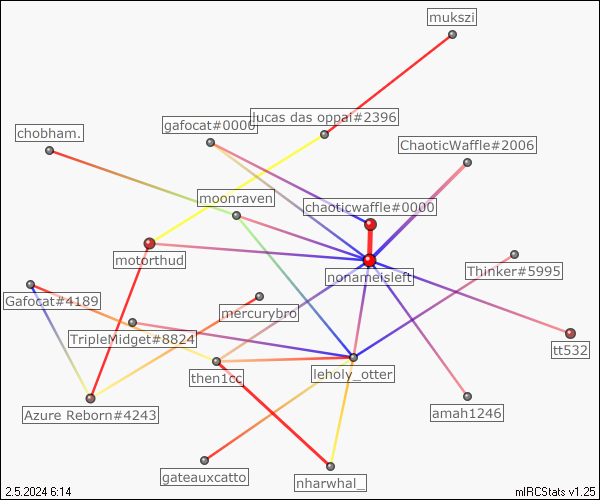 mukszi
lucas das oppai#2396
gafocat#0000
chobham.
ChaoticWaffle#2006
moonraven
chaoticwaffle#0000
motorthud
nonameisleft
Thinker#5995
Gafocat#4189
mercurybro
TripleMidget#8824
tt532
then1cc
leholy_otter
Azure Reborn#4243
amah1246
gateauxcatto
nharwhal_
2.5.2024 6:14
mIRCStats v1.25